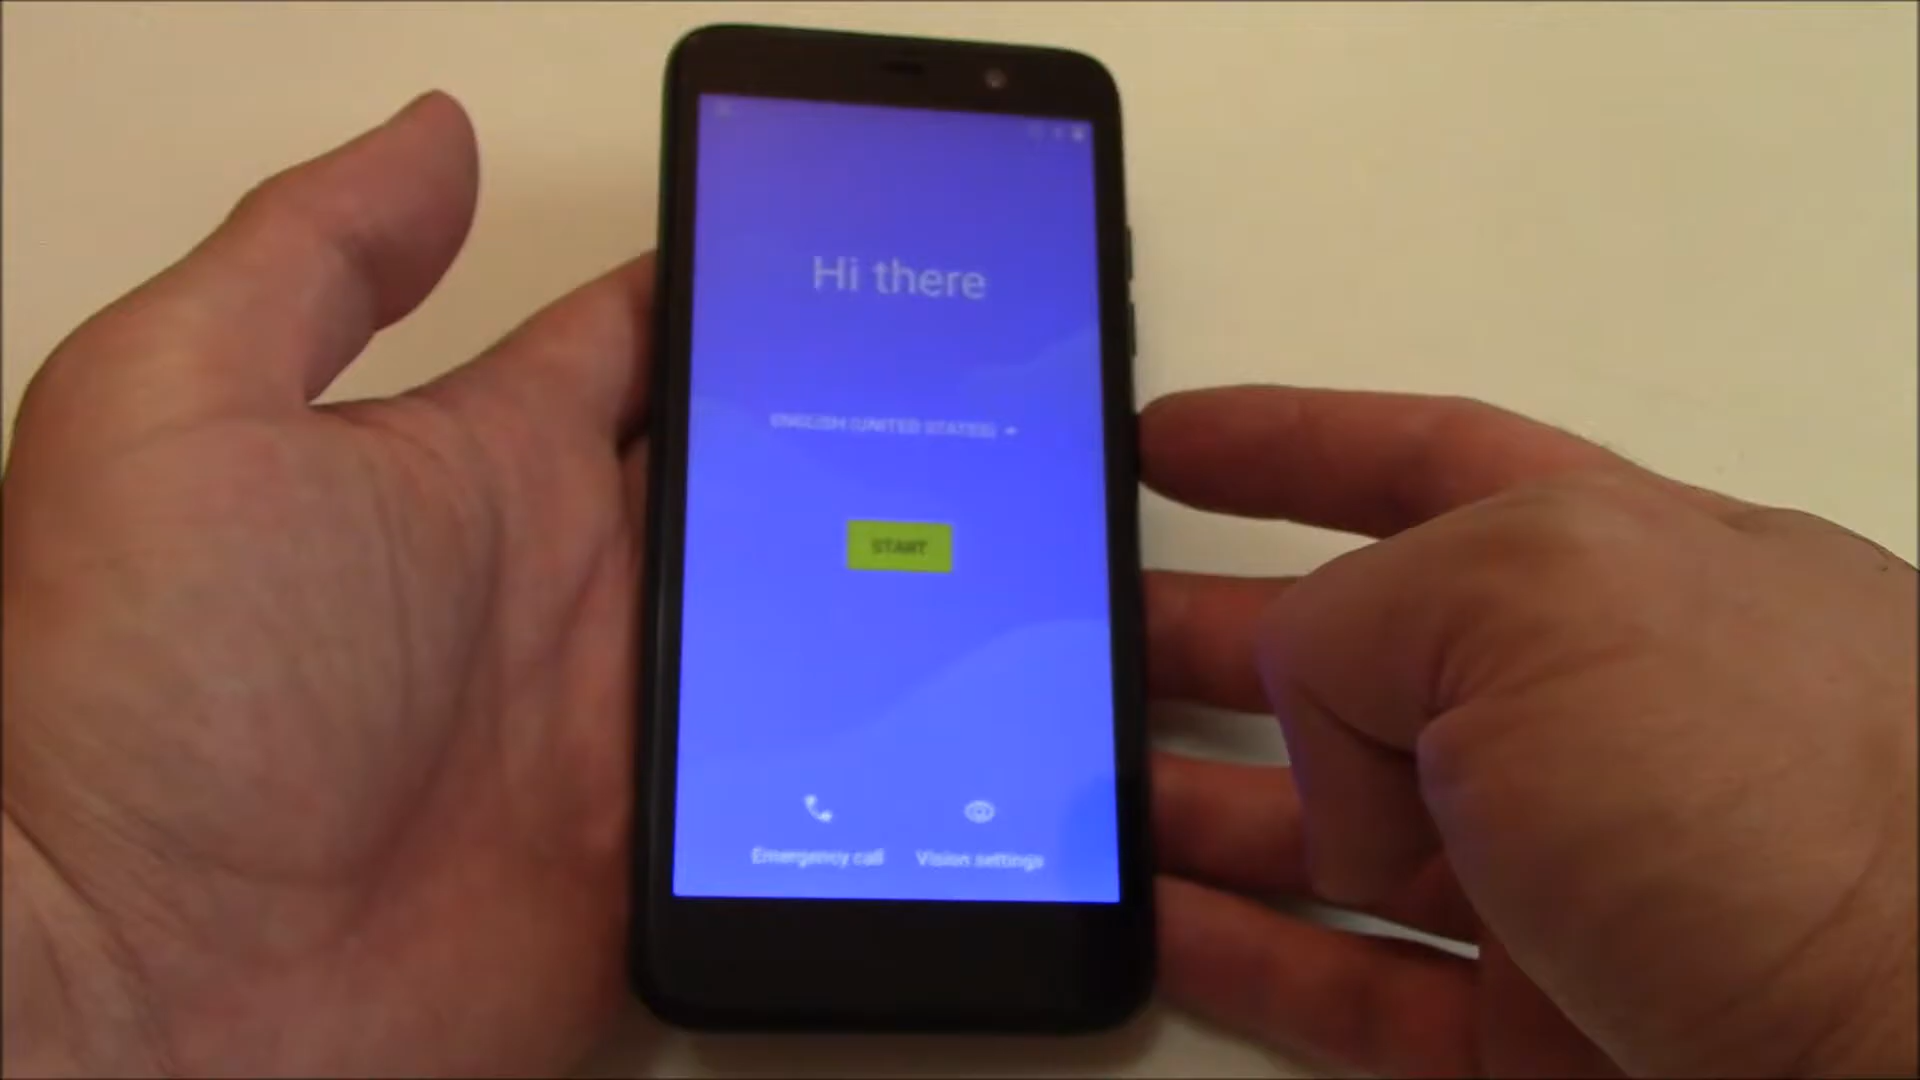 Hi there
ENGLISH (UNITED STATES)
START
Emergency call
Vision settings